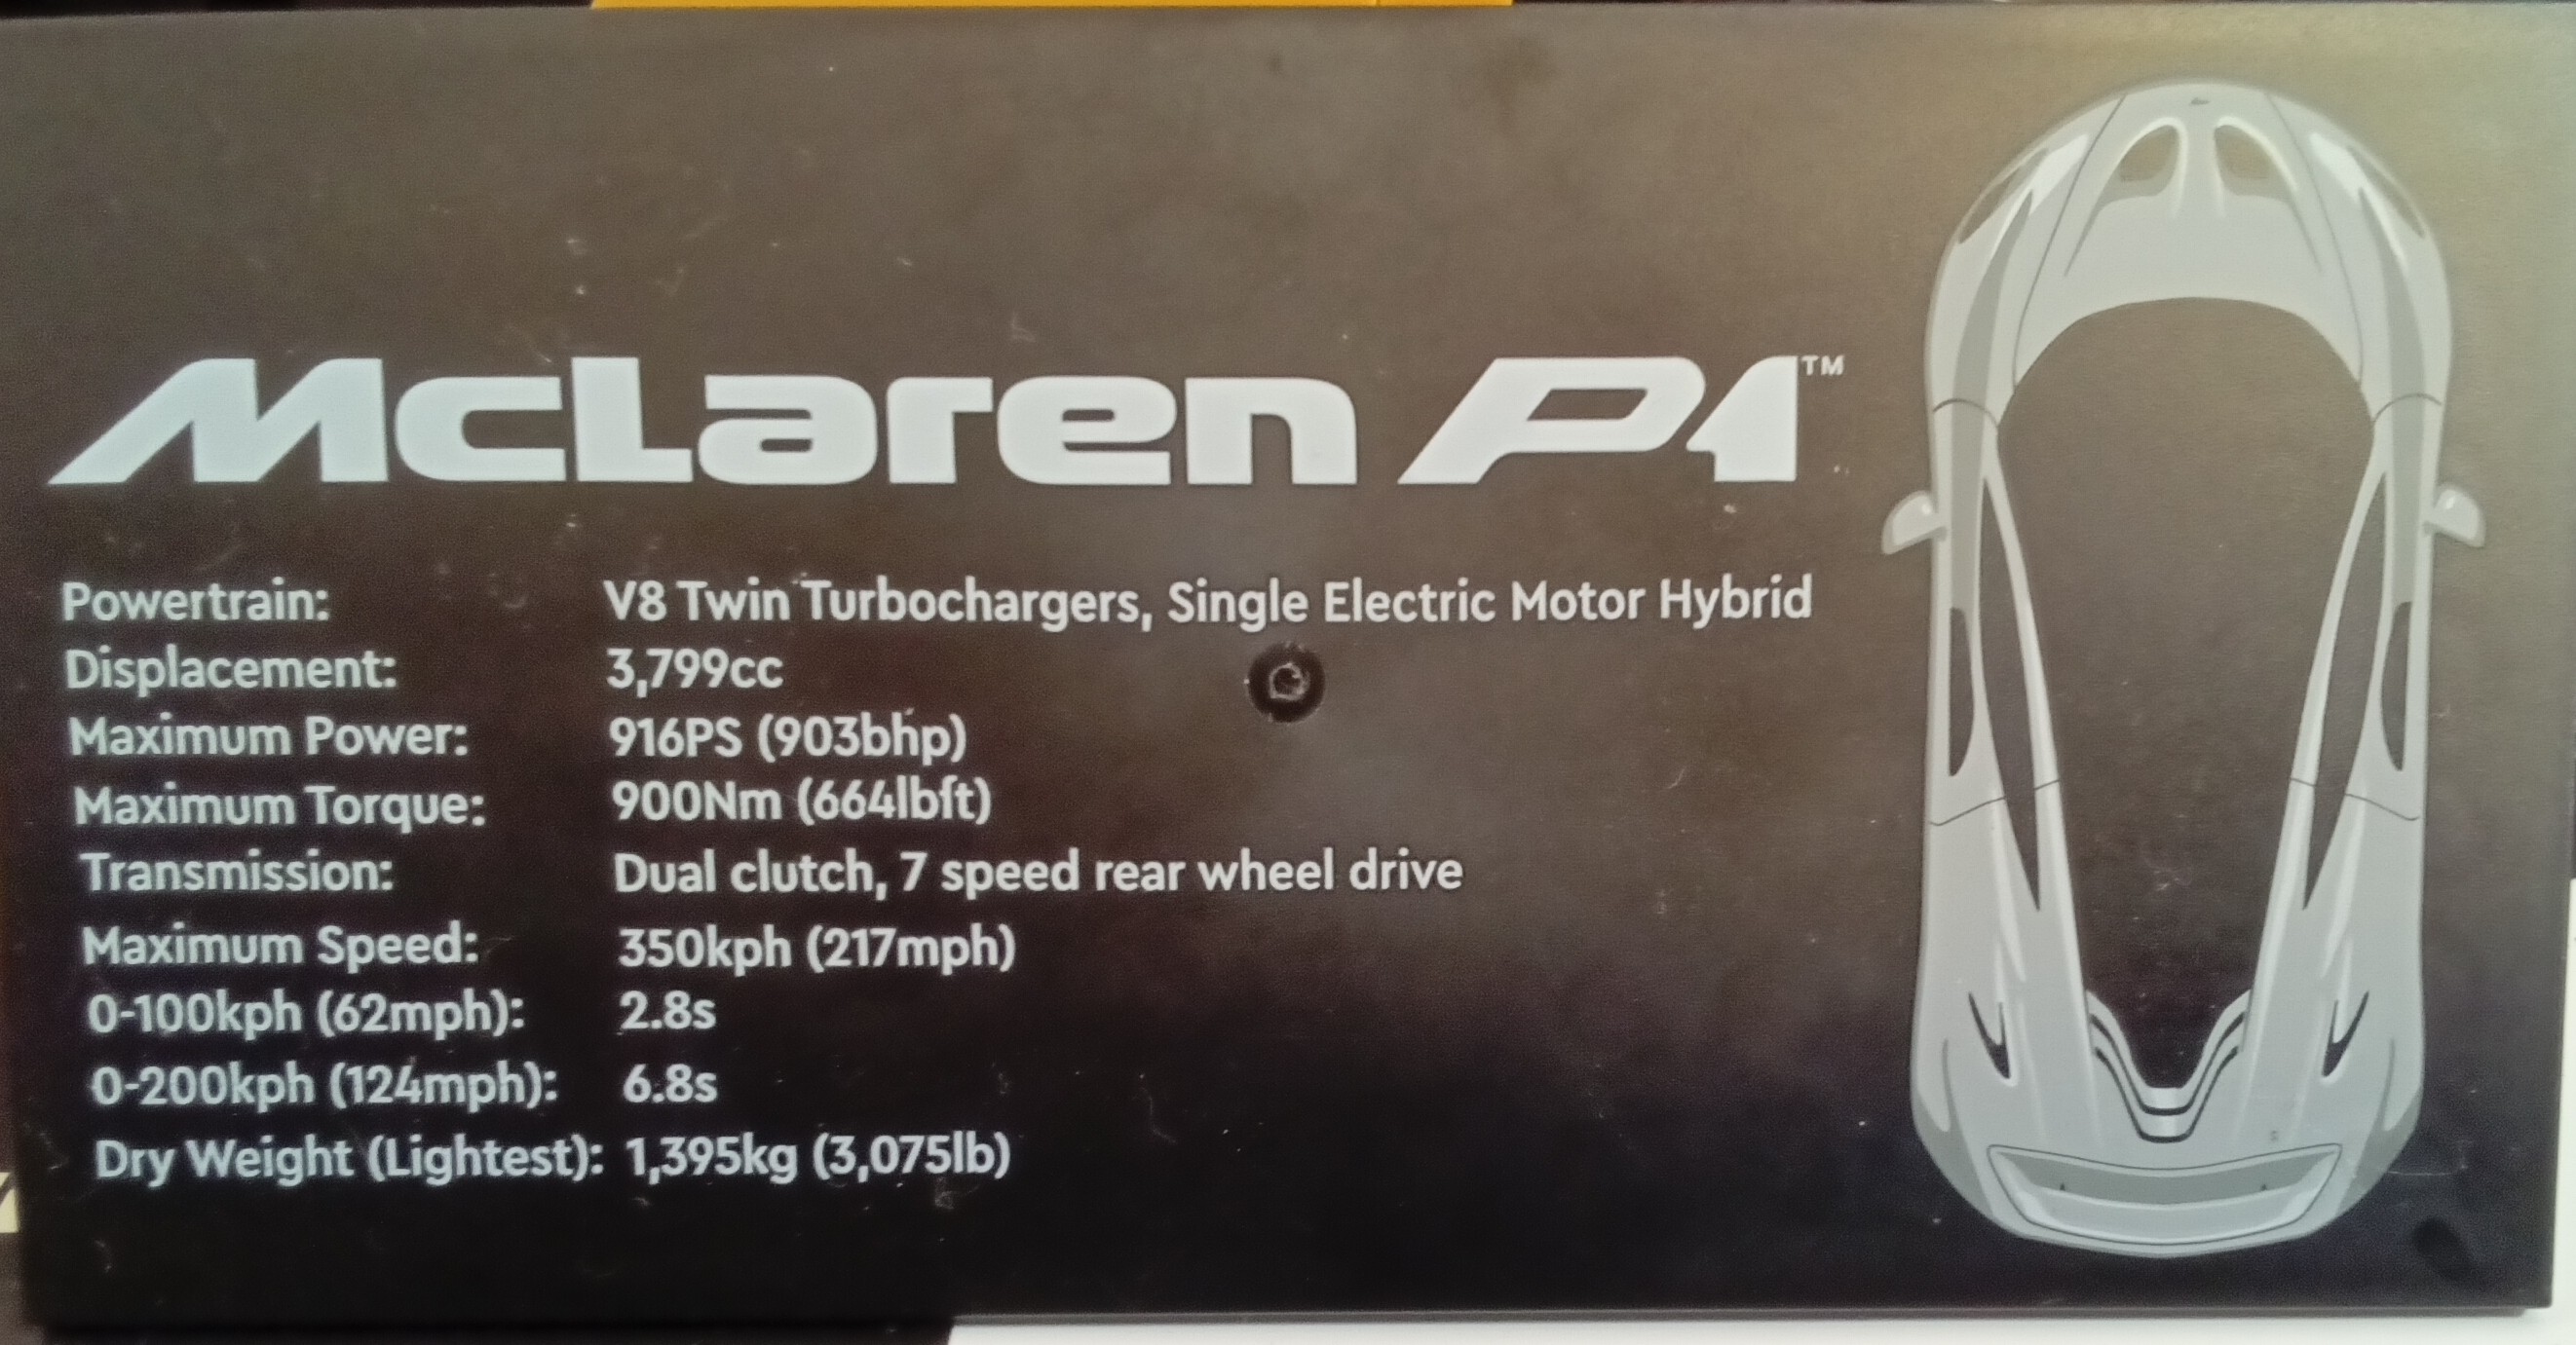 McLaren P1™
Powertrain: V8 Twin Turbochargers, Single Electric Motor Hybrid
Displacement: 3,799cc
Maximum Power: 916PS (903bhp)
Maximum Torque: 900Nm (664lbft)
Transmission: Dual clutch, 7 speed rear wheel drive
Maximum Speed: 350kph (217mph)
0-100kph (62mph): 2.8s
0-200kph (124mph): 6.8s
Dry Weight (Lightest): 1,395kg (3,075lb)